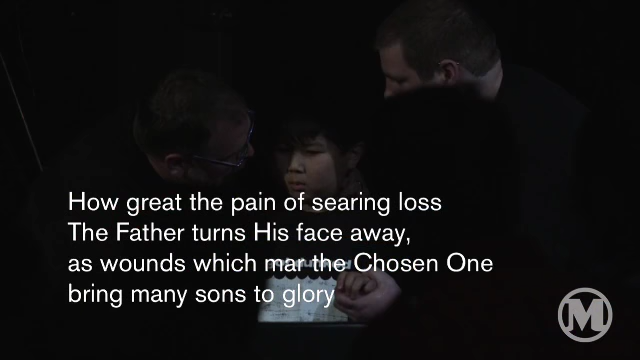 How great the pain of searing loss
The Father turns His face away,
as wounds which mar the Chosen One
bring many sons to glory
M